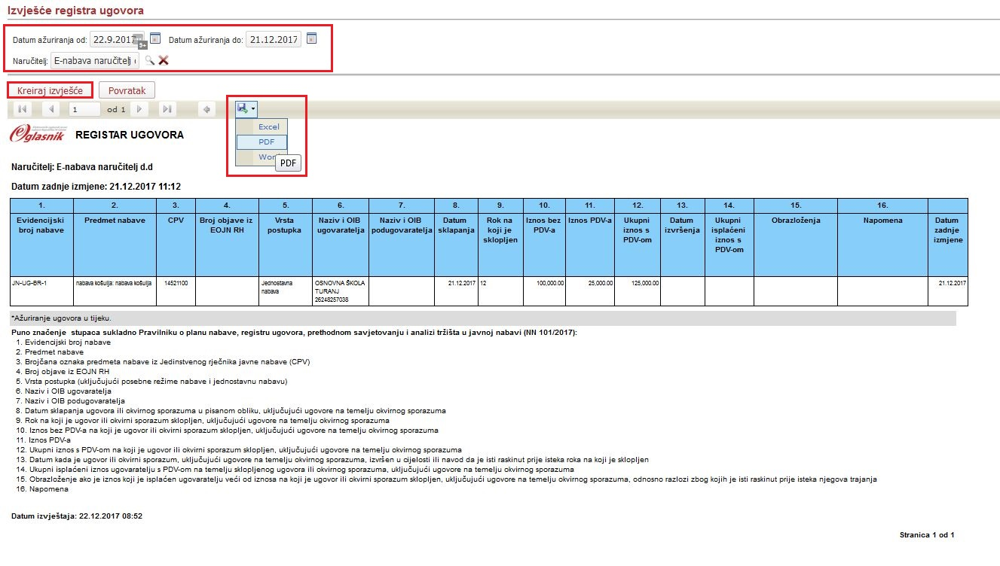 Izvješće registra ugovora
Datum ažuriranja od: 22.9.2017 9+ Datum ažuriranja do: 21.12.2017
Naručitelj: E-nabava naručitelj
Kreiraj izvješće Povratak
1 od 1
Excel
PDF
PDF
eglasnik REGISTAR UGOVORA
Naručitelj: E-nabava naručitelj d.d
Datum zadnje izmjene: 21.12.2017 11:12
1. 2. 3. 4. 5. 6. 7. 8. 9. 10. 11. 12. 13. 14. 15. 16.
Evidencijski Predmet nabave CPV Broj objave iz Vrsta Naziv i OIB Naziv i OIB Datum Rok na Iznos bez Iznos PDV-a Ukupni Datum Ukupni Obrazloženja Napomena Datum
broj nabave EOJN RH postupka ugovaratelja podugovaratelja sklapanja koji je PDV-a iznos s izvršenja isplaćeni zadnje
sklopljen PDV-om iznos s izmjene
PDV-om
JN-UG-BR-1 nabava košulja: nabava košulja 14521100 Jednostavna OSNOVNA ŠKOLA 21.12.2017 12 100,000.00 25,000.00 125,000.00 21.12.2017
nabava TURANJ
26248257038
*Ažuriranje ugovora u tijeku.
Puno značenje stupaca sukladno Pravilniku o planu nabave, registru ugovora, prethodnom savjetovanju i analizi tržišta u javnoj nabavi (NN 101/2017):
1. Evidencijski broj nabave
2. Predmet nabave
3. Brojčana oznaka predmeta nabave iz Jedinstvenog rječnika javne nabave (CPV)
4. Broj objave iz EOJN RH
5. Vrsta postupka (uključujući posebne režime nabave i jednostavnu nabavu)
6. Naziv i OIB ugovaratelja
7. Naziv i OIB podugovaratelja
8. Datum sklapanja ugovora ili okvirnog sporazuma u pisanom obliku, uključujući ugovore na temelju okvirnog sporazuma
9. Rok na koji je ugovor ili okvirni sporazum sklopljen, uključujući ugovore na temelju okvirnog sporazuma
10. Iznos bez PDV-a na koji je ugovor ili okvirni sporazum sklopljen, uključujući ugovore na temelju okvirnog sporazuma
11. Iznos PDV-a
12. Ukupni iznos s PDV-om na koji je ugovor ili okvirni sporazum sklopljen, uključujući ugovore na temelju okvirnog sporazuma
13. Datum kada je ugovor ili okvirni sporazum, uključujući ugovore na temelju okvirnog sporazuma, izvršen u cijelosti ili navod da je isti raskinut prije isteka roka na koji je sklopljen
14. Ukupni isplaćeni iznos ugovaratelju s PDV-om na temelju sklopljenog ugovora ili okvirnog sporazuma, uključujući ugovore na temelju okvirnog sporazuma
15. Obrazloženje ako je iznos koji je isplaćen ugovaratelju veći od iznosa na koji je ugovor ili okvirni sporazum sklopljen, uključujući ugovore na temelju okvirnog sporazuma, odnosno razlozi zbog kojih je isti raskinut prije isteka njegova trajanja
16. Napomena
Datum izvještaja: 22.12.2017 08:52
Stranica 1 od 1